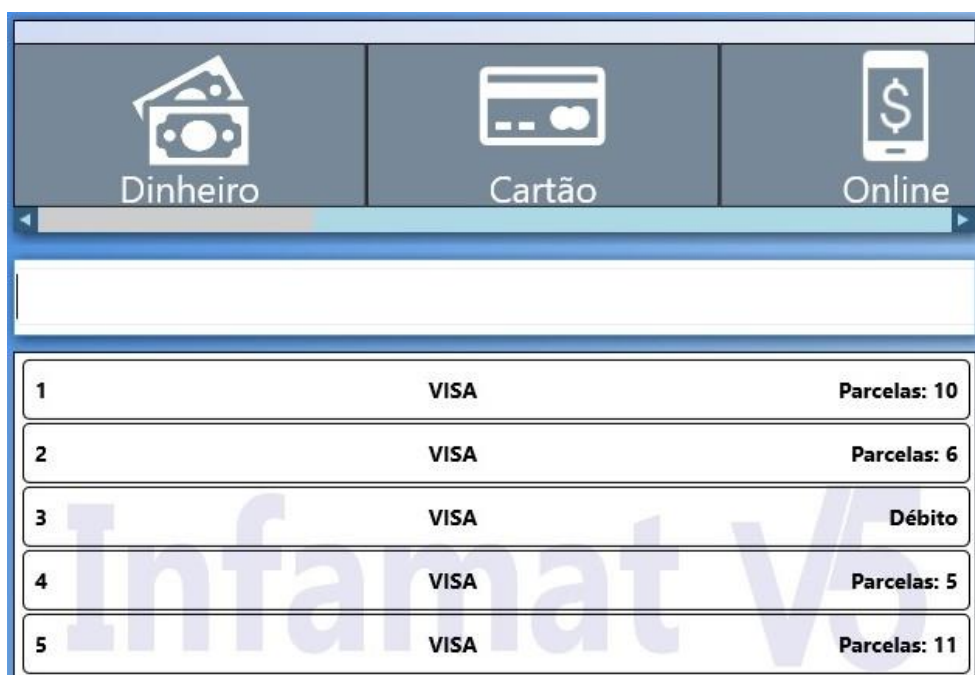 Dinheiro Cartão Online
1 VISA Parcelas: 10
2 VISA Parcelas: 6
3 VISA Débito
4 VISA Parcelas: 5
5 VISA Parcelas: 11
Infamat V5